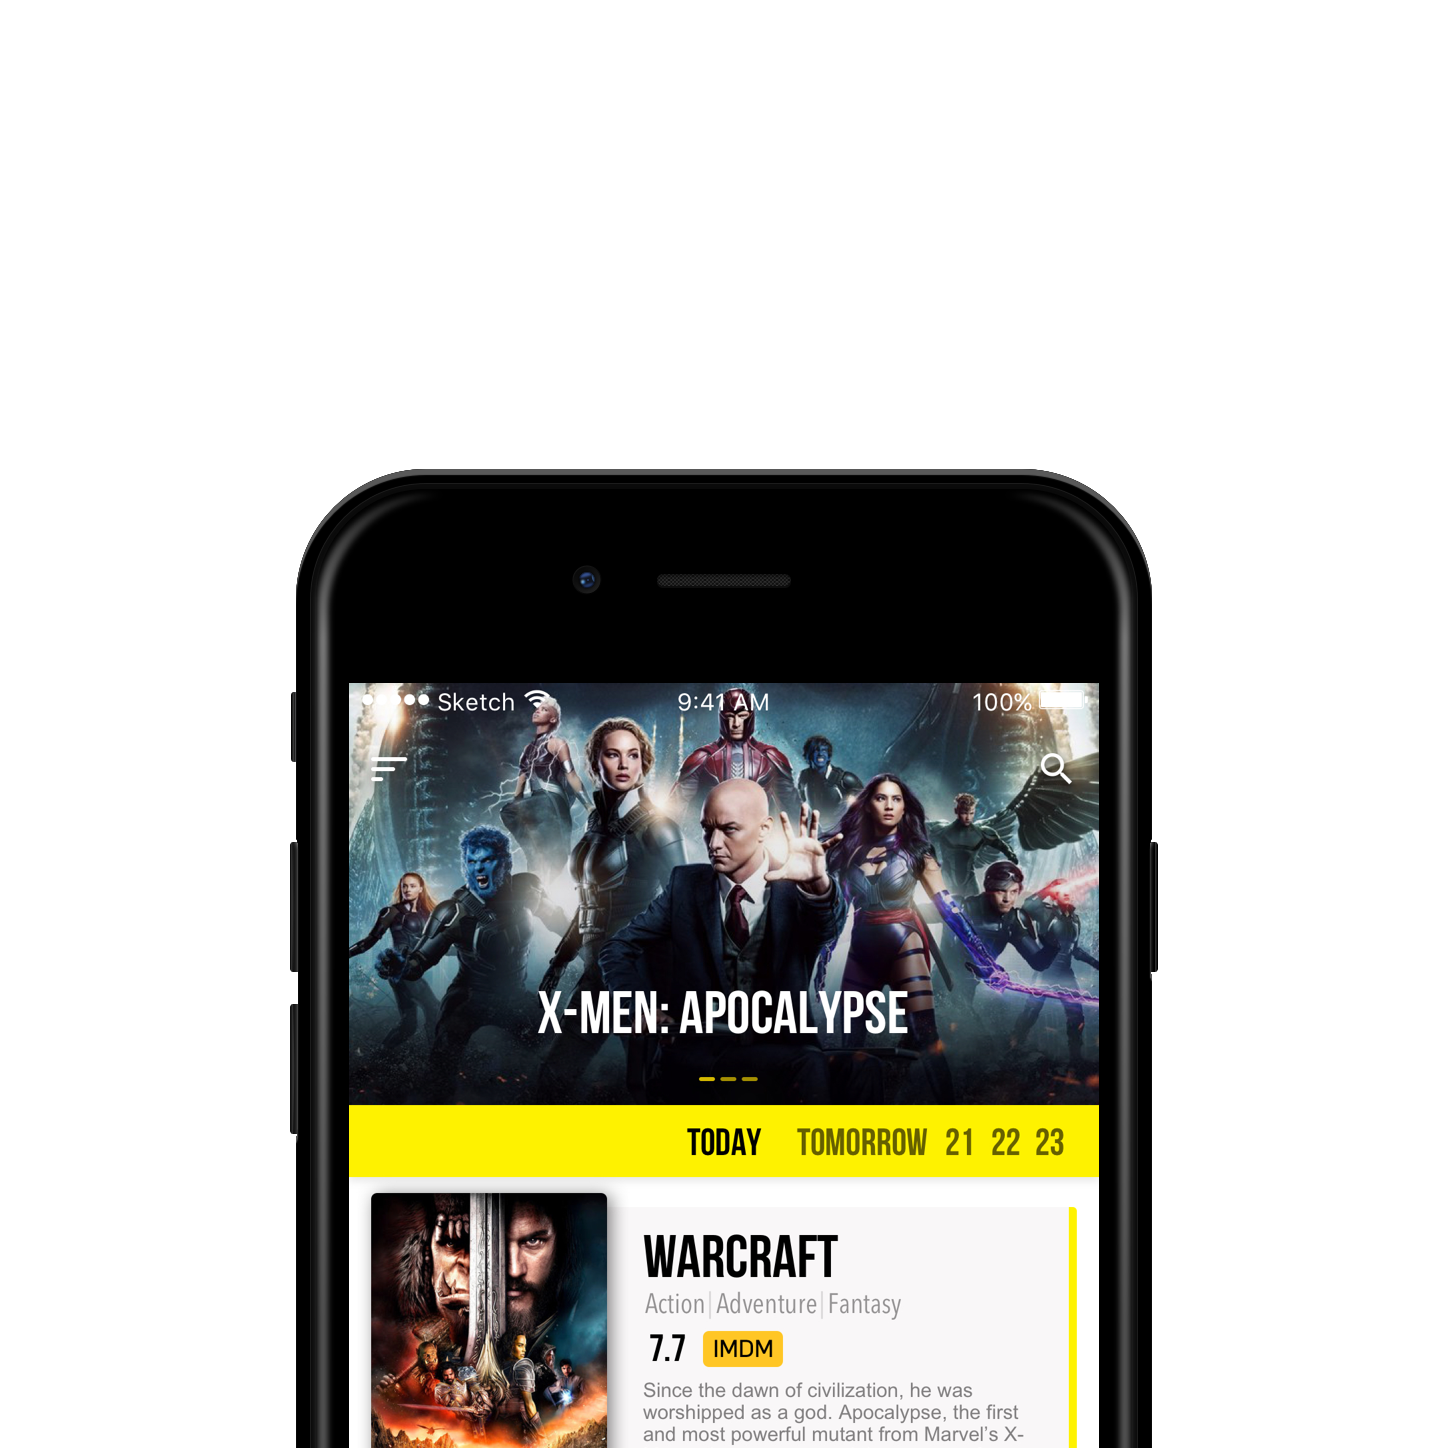 Sketch 9:41 AM 100%
X-MEN: APOCALYPSE
TODAY TOMORROW 21 22 23
WARCRAFT
Action|Adventure|Fantasy
7.7 IMDM
Since the dawn of civilization, he was
worshipped as a god. Apocalypse, the first
and most powerful mutant from Marvel’s X-